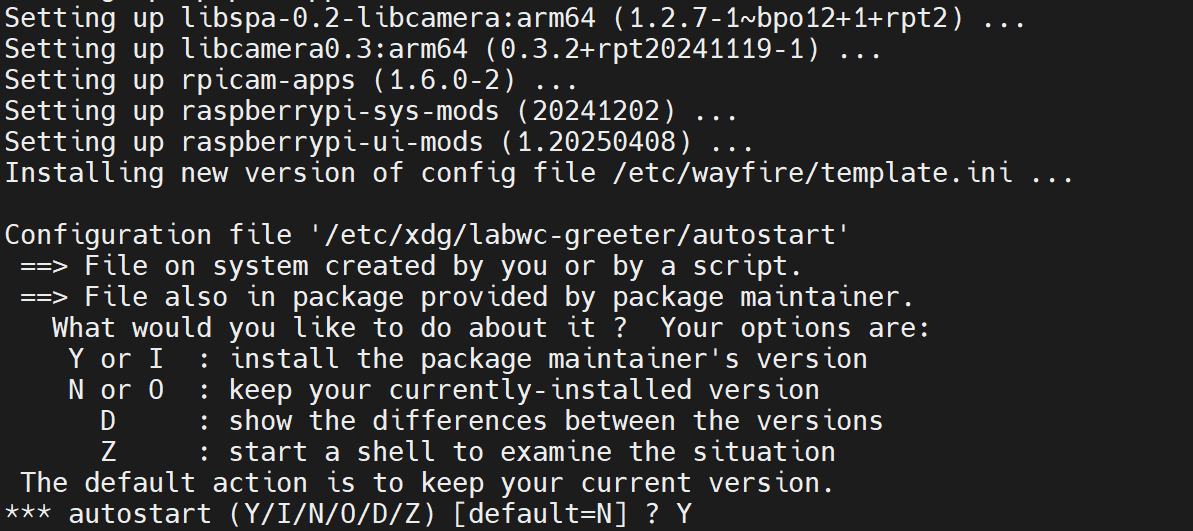 Setting up libspa-0.2-libcamera:arm64 (1.2.7-1~bpo12+1+rpt2) ...
Setting up libcamera0.3:arm64 (0.3.2+rpt20241119-1) ...
Setting up rpicam-apps (1.6.0-2) ...
Setting up raspberrypi-sys-mods (20241202) ...
Setting up raspberrypi-ui-mods (1.20250408) ...
Installing new version of config file /etc/wayfire/template.ini ...

Configuration file '/etc/xdg/labwc-greeter/autostart'
 ==> File on system created by you or by a script.
 ==> File also in package provided by package maintainer.
   What would you like to do about it ?  Your options are:
    Y or I  : install the package maintainer's version
    N or O  : keep your currently-installed version
      D     : show the differences between the versions
      Z     : start a shell to examine the situation
 The default action is to keep your current version.
*** autostart (Y/I/N/O/D/Z) [default=N] ? Y